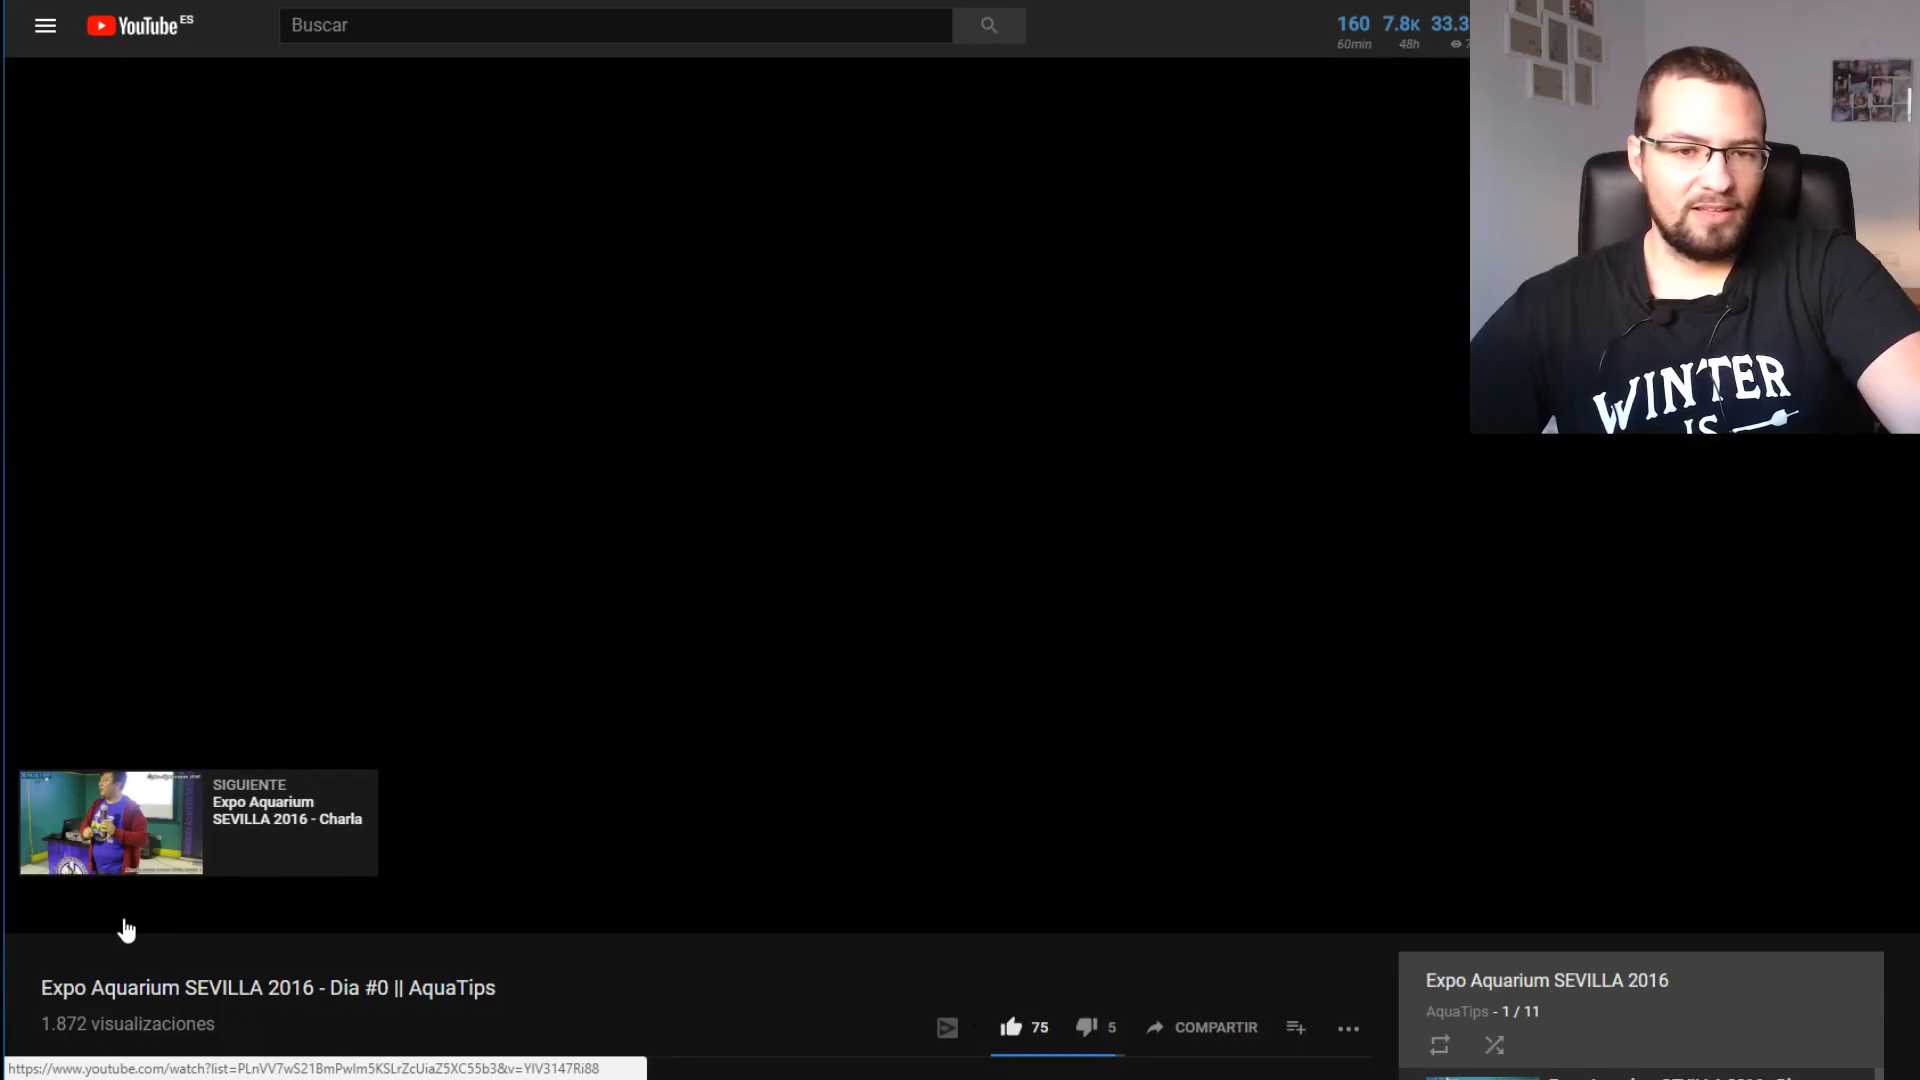 YouTube ES
Buscar
160 7.8K 33.3
60min 48h
WINTER
IS
SIGUIENTE
Expo Aquarium
SEVILLA 2016 - Charla
Expo Aquarium SEVILLA 2016 - Dia #0 || AquaTips
1.872 visualizaciones
75 5 COMPARTIR
Expo Aquarium SEVILLA 2016
AquaTips - 1 / 11
https://www.youtube.com/watch?list=PLnVV7wS21BmPwlm5KSLrZcUiaZ5XC55b3&v=YlV3147Ri88